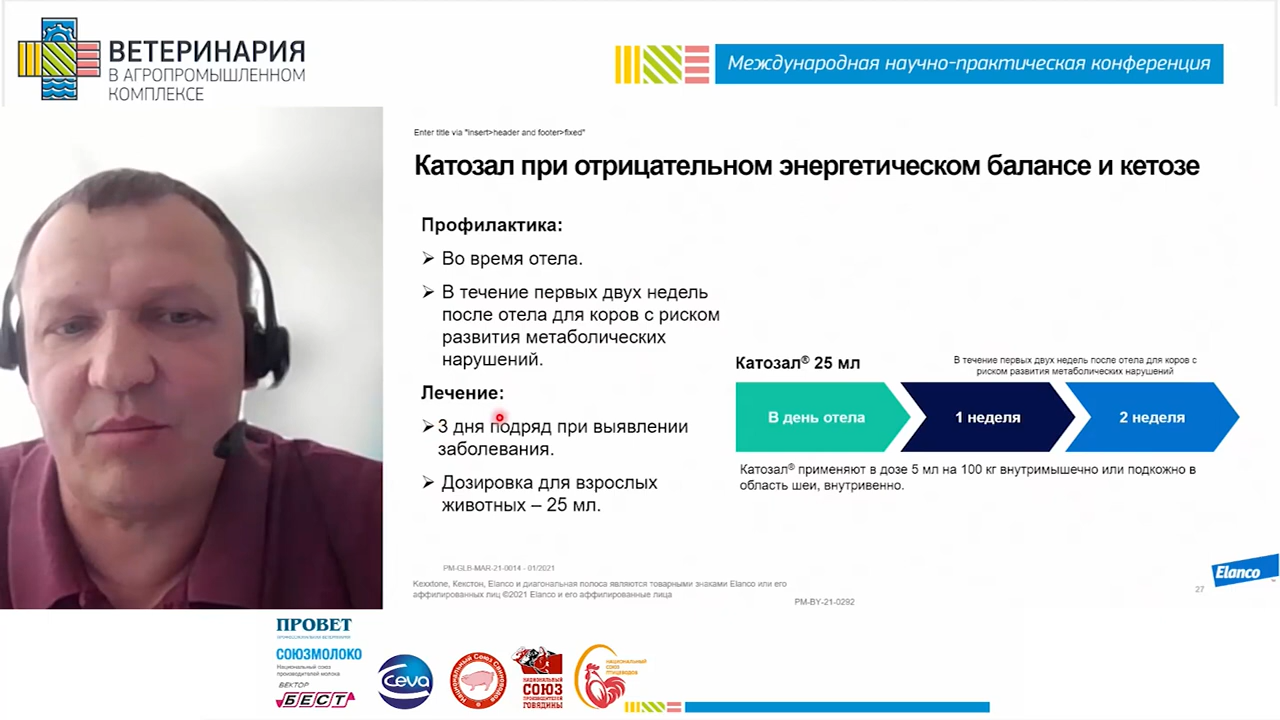 ВЕТЕРИНАРИЯ
В АГРОПРОМЫШЛЕННОМ
КОМПЛЕКСЕ
Международная научно-практическая конференция
Enter title via "Insert>header and footer>fixed"
Катозал при отрицательном энергетическом балансе и кетозе
Профилактика:
➢ Во время отела.
➢ В течение первых двух недель
после отела для коров с риском
развития метаболических
нарушений.
Лечение:
➢ 3 дня подряд при выявлении
заболевания.
➢ Дозировка для взрослых
животных – 25 мл.
Катозал® 25 мл
В течение первых двух недель после отела для коров с
риском развития метаболических нарушений
В день отела
1 неделя
2 неделя
Катозал® применяют в дозе 5 мл на 100 кг внутримышечно или подкожно в
область шеи, внутривенно.
PM-GLB-MAR-21-0014 - 01/2021
Kexxtone, Кекстон, Elanco и диагональная полоса являются товарными знаками Elanco или его
аффилированных лиц ©2021 Elanco и его аффилированные лица
PM-BY-21-0292
Elanco
27
ПРОВЕТ
СОЮЗМОЛОКО
Национальный союз
производителей молока
ВЕКТОР
БЕСТ
Ceva
Национальный Союз Свиноводов
НАЦИОНАЛЬНЫЙ
СОЮЗ
ПРОИЗВОДИТЕЛЕЙ
ГОВЯДИНЫ
НАЦИОНАЛЬНЫЙ
СОЮЗ
ПТИЦЕВОДОВ